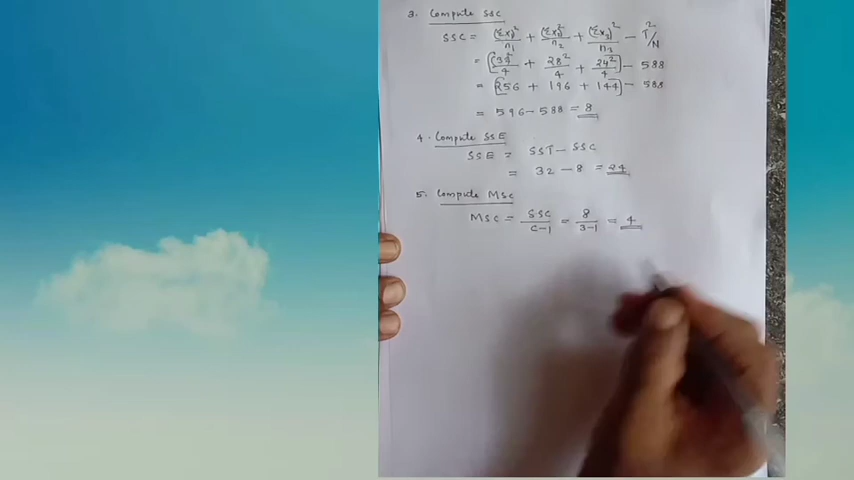 3. Compute SSC
SSC = (Σx₁)²/n₁ + (Σx₂)²/n₂ + (Σx₃)²/n₃ - T²/N
= [32²/4 + 28²/4 + 24²/4] - 588
= [256 + 196 + 144] - 588
= 596 - 588 = 8
4. Compute SSE
SSE = SST - SSC
= 32 - 8 = 24
5. Compute MSC
MSC = SSC/C-1 = 8/3-1 = 4